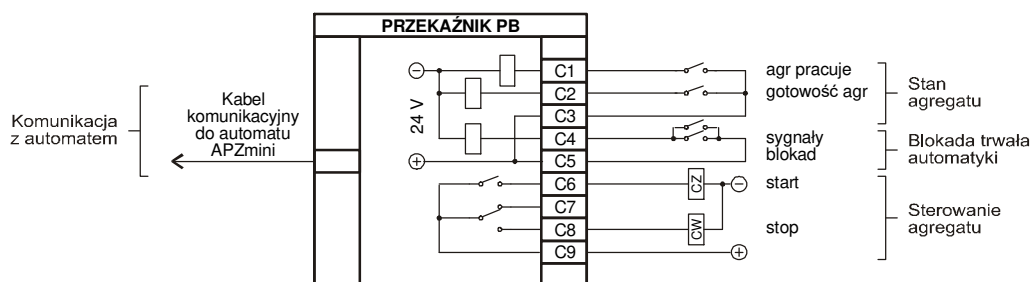 PRZEKAŹNIK PB
Komunikacja
z automatem
Kabel
komunikacyjny
do automatu
APZmini
24 V
−
+
C1
C2
C3
C4
C5
C6
C7
C8
C9
CZ
CW
−
+
agr pracuje
gotowość agr
sygnały
blokad
start
stop
Stan
agregatu
Blokada trwała
automatyki
Sterowanie
agregatu